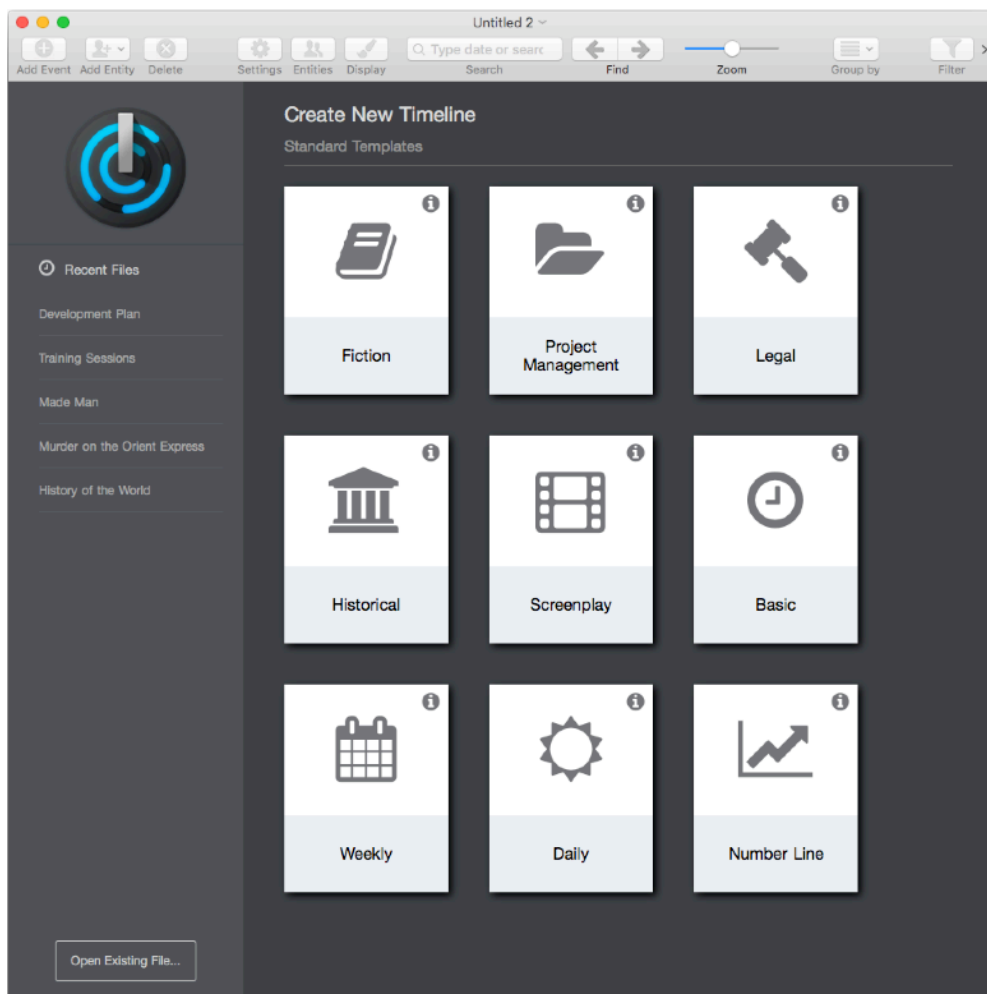 Untitled 2
Type date or searc
Add Event Add Entity Delete Settings Entities Display Search Find Zoom Group by Filter
Create New Timeline
Standard Templates
Recent Files
Development Plan
Training Sessions
Made Man
Murder on the Orient Express
History of the World
Open Existing File...
Fiction
Project
Management
Legal
Historical
Screenplay
Basic
Weekly
Daily
Number Line